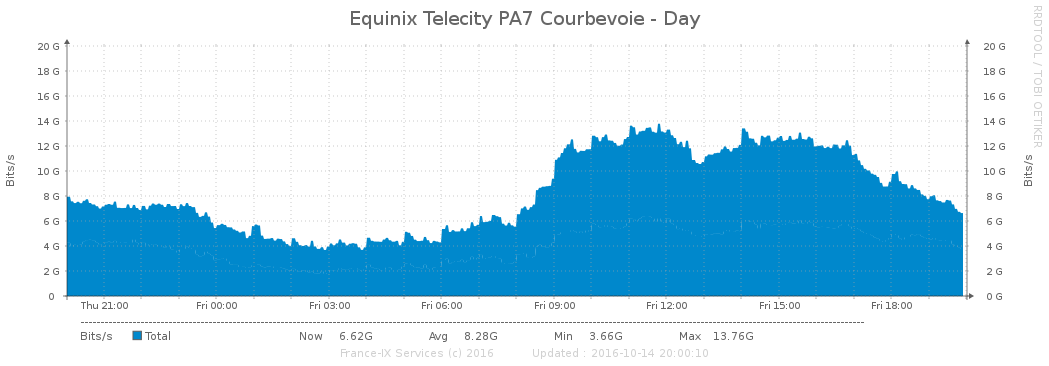 Equinix Telecity PA7 Courbevoie - Day
RRDTOOL / TOBI OETIKER
Bits/s
20 G 20 G
18 G 18 G
16 G 16 G
14 G 14 G
12 G 12 G
10 G 10 G
8 G 8 G
6 G 6 G
4 G 4 G
2 G 2 G
0 0 G
Bits/s
Thu 21:00 Fri 00:00 Fri 03:00 Fri 06:00 Fri 09:00 Fri 12:00 Fri 15:00 Fri 18:00
Bits/s Total Now 6.62G Avg 8.28G Min 3.66G Max 13.76G
France-IX Services (c) 2016 Updated : 2016-10-14 20:00:10